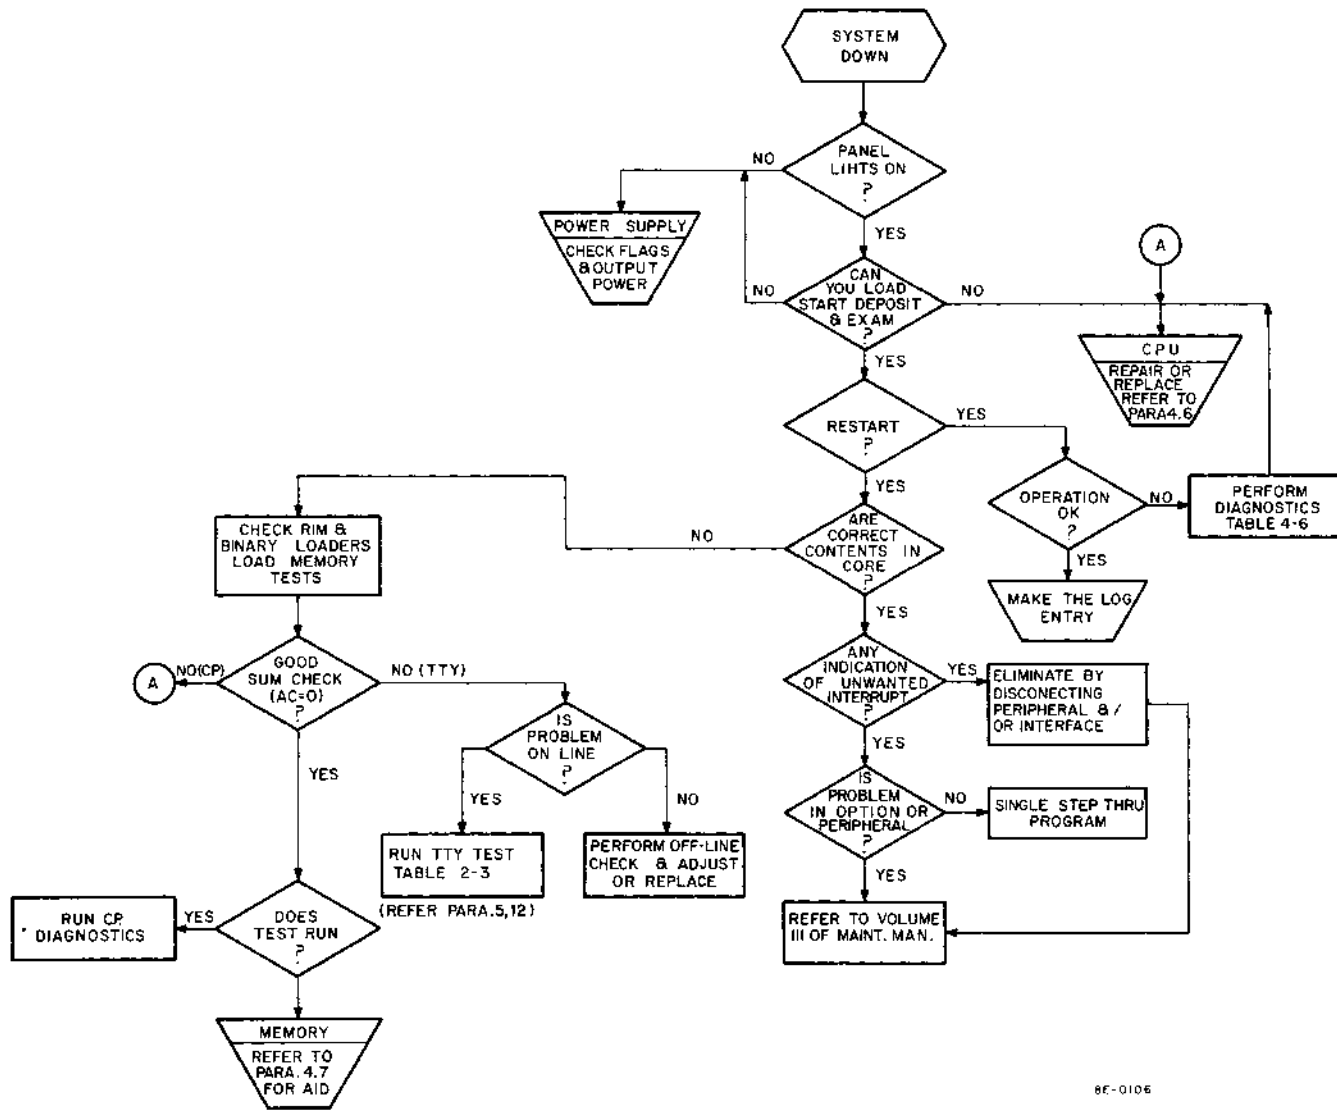 SYSTEM
DOWN
PANEL
LIHTS ON
?
NO
YES
POWER SUPPLY
CHECK FLAGS
& OUTPUT
POWER
CAN
YOU LOAD
START DEPOSIT
& EXAM
?
NO
NO
YES
A
CPU
REPAIR OR
REPLACE
REFER TO
PARA 4.6
RESTART
?
YES
YES
OPERATION
OK
?
NO
YES
PERFORM
DIAGNOSTICS
TABLE 4-6
MAKE THE LOG
ENTRY
ARE
CORRECT
CONTENTS IN
CORE
?
NO
YES
CHECK RIM &
BINARY LOADERS
LOAD MEMORY
TESTS
GOOD
SUM CHECK
(AC=0)
?
NO(CP)
A
NO (TTY)
YES
IS
PROBLEM
ON LINE
?
YES
NO
RUN TTY TEST
TABLE 2-3
(REFER PARA.5,12)
PERFORM OFF-LINE
CHECK & ADJUST
OR REPLACE
ANY
INDICATION
OF UNWANTED
INTERRUPT
?
YES
YES
ELIMINATE BY
DISCONECTING
PERIPHERAL & /
OR INTERFACE
IS
PROBLEM
IN OPTION OR
PERIPHERAL
?
NO
YES
SINGLE STEP THRU
PROGRAM
REFER TO VOLUME
III OF MAINT. MAN.
DOES
TEST RUN
?
YES
RUN CP
DIAGNOSTICS
MEMORY
REFER TO
PARA. 4.7
FOR AID
8E-0106